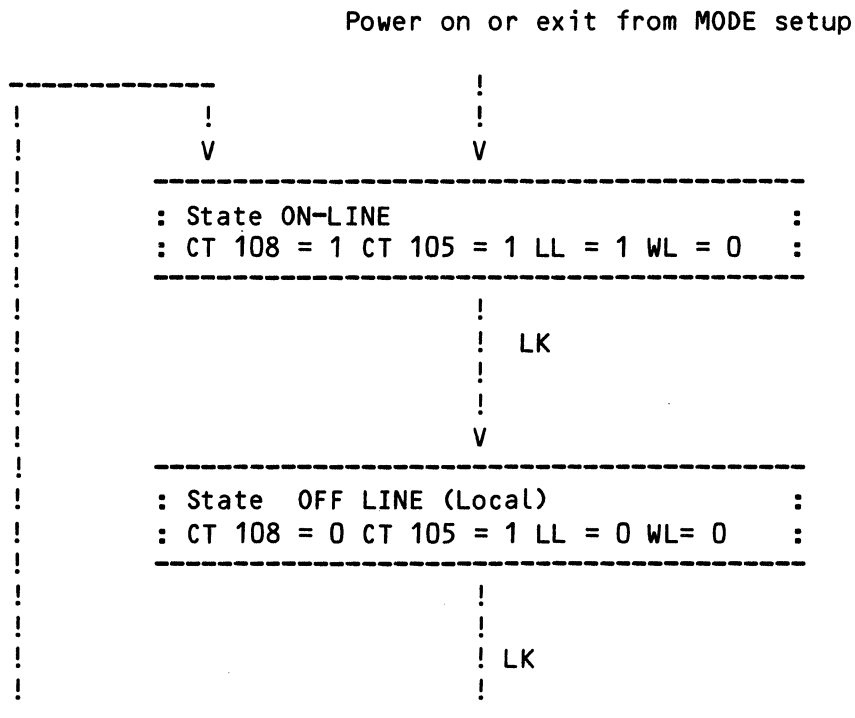 Power on or exit from MODE setup
-------------                !
!           !                !
!           V                V
!        -----------------------------------------
!        : State ON-LINE                         :
!        : CT 108 = 1 CT 105 = 1 LL = 1 WL = 0   :
!        -----------------------------------------
!                            !
!                            !  LK
!                            !
!                            !
!                            V
!        -----------------------------------------
!        : State  OFF LINE (Local)               :
!        : CT 108 = 0 CT 105 = 1 LL = 0 WL= 0    :
!        -----------------------------------------
!                            !
!                            !
!                            ! LK
!                            !